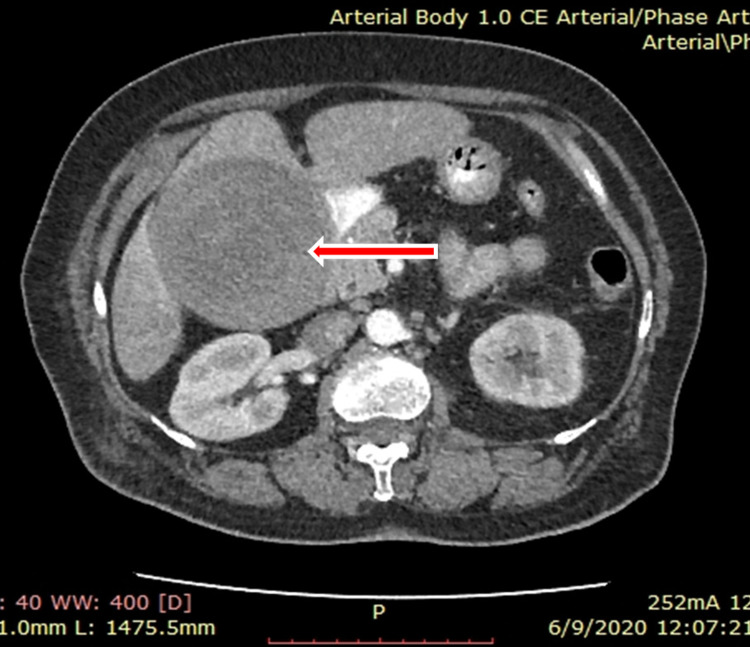 Arterial Body 1.0 CE Arterial/Phase Art
Arterial\Ph
: 40 WW: 400 [D]
1.0mm L: 1475.5mm
P
252mA 12
6/9/2020 12:07:21